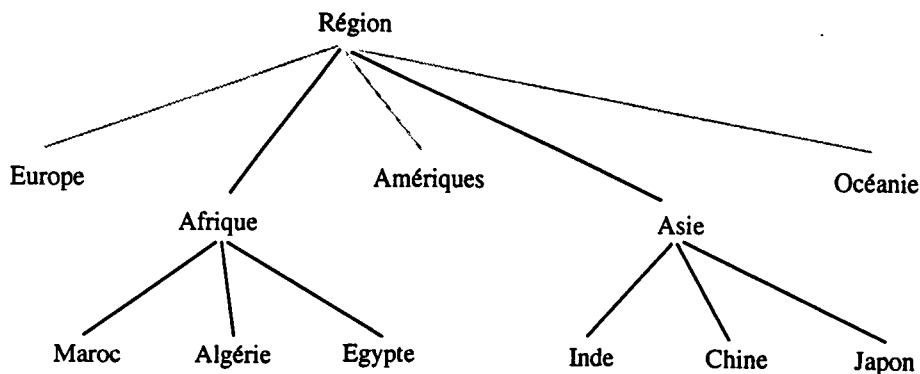 Région
Europe
Amériques
Océanie
Afrique
Asie
Maroc
Algérie
Egypte
Inde
Chine
Japon